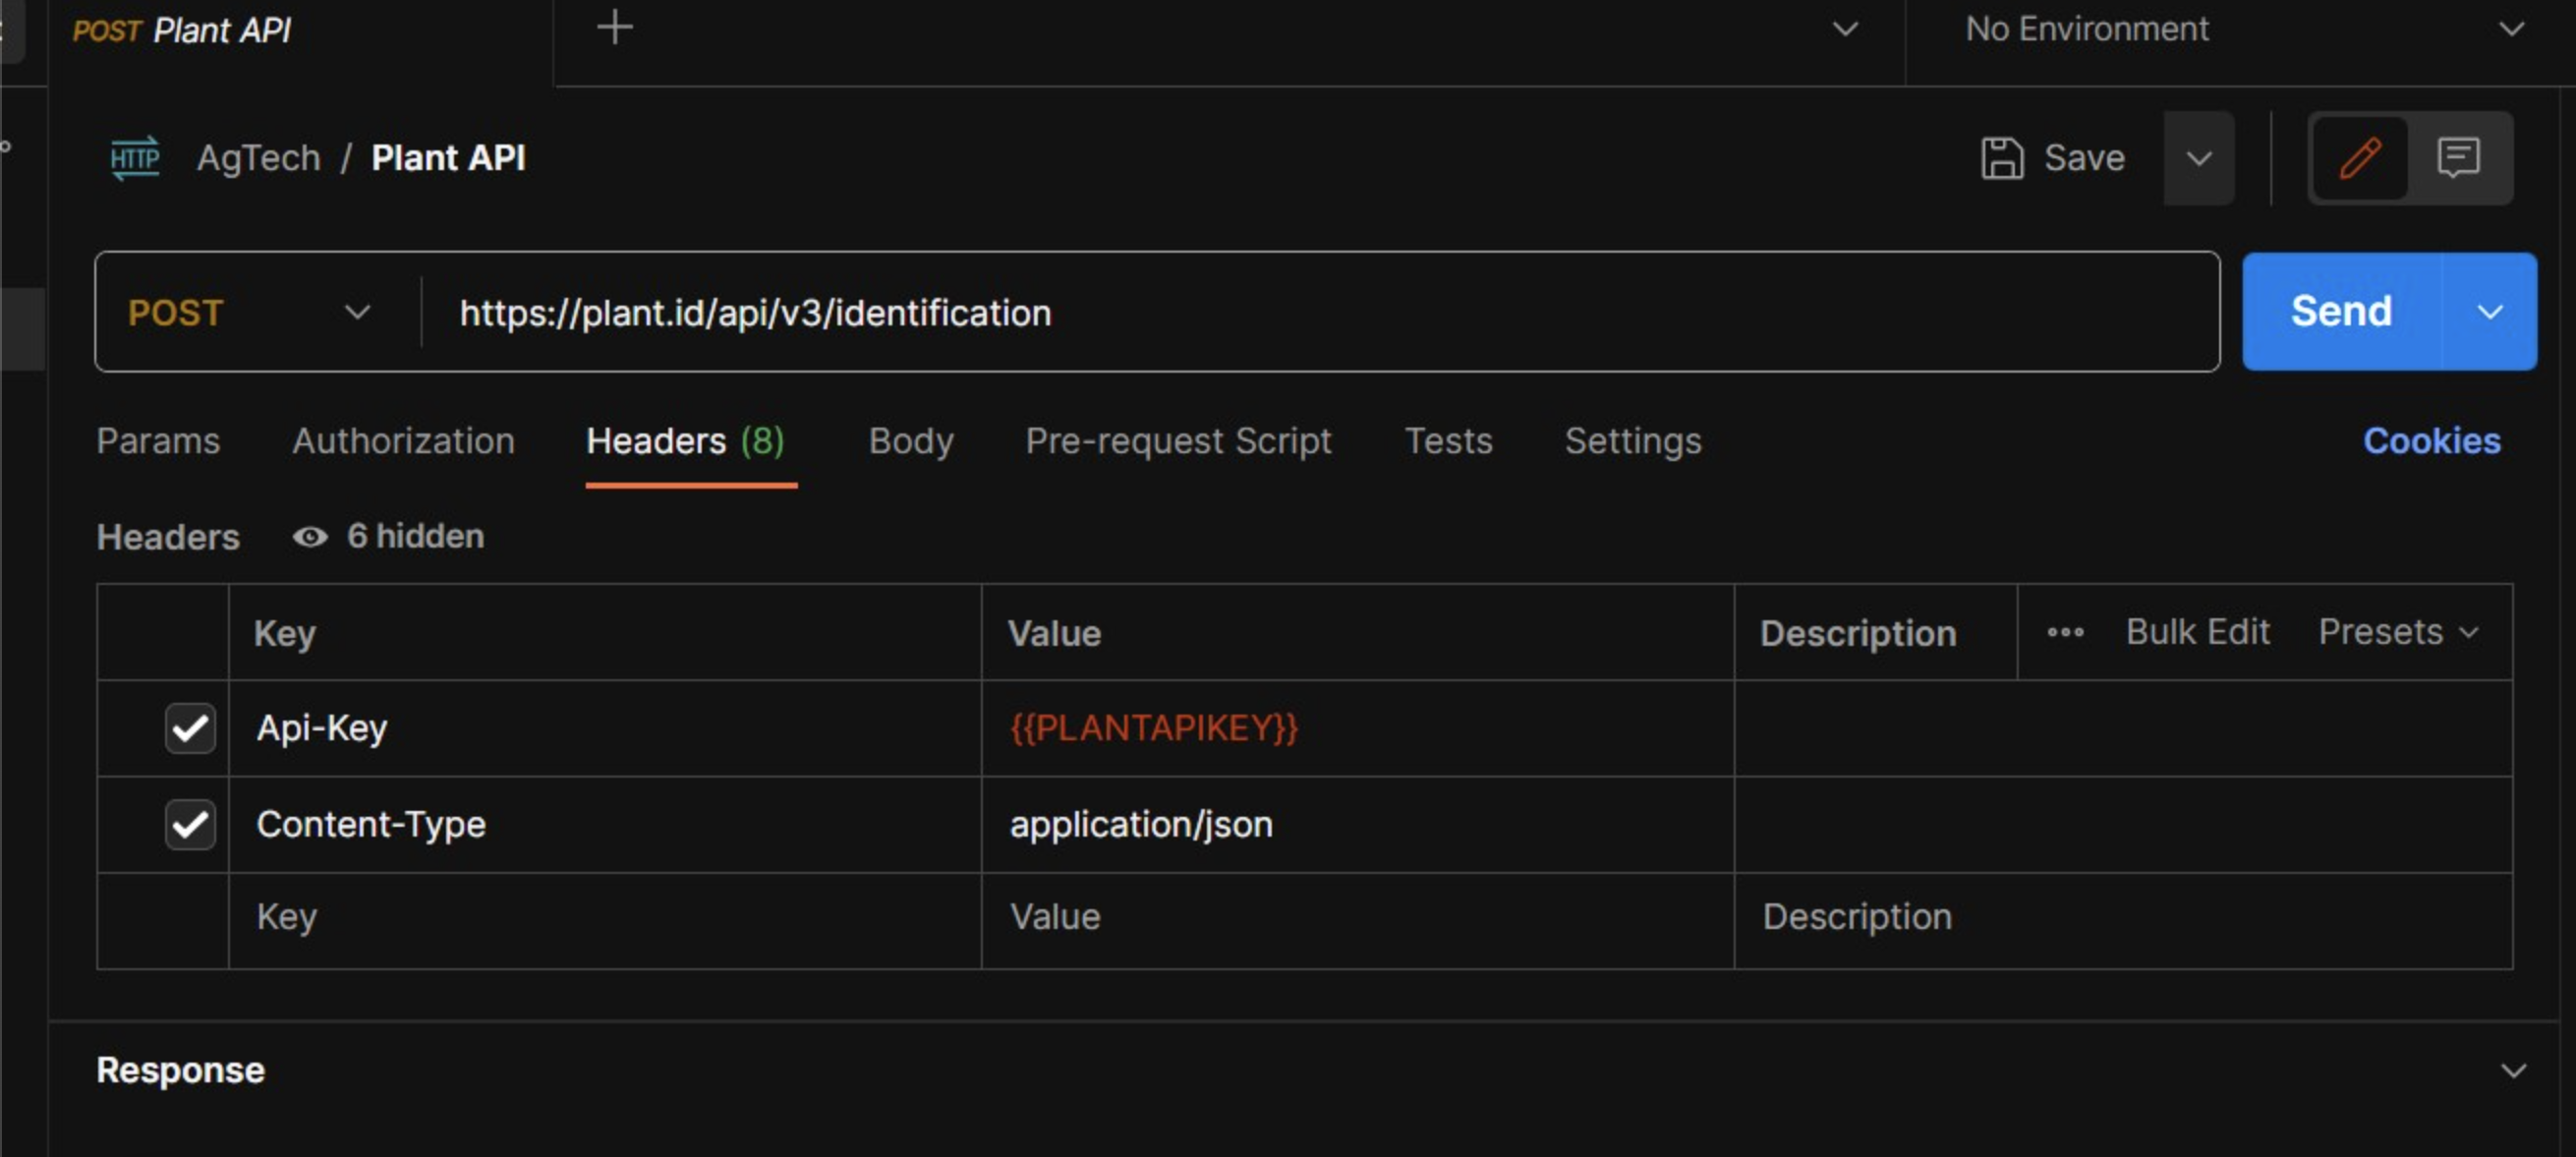 POST Plant API
No Environment
HTTP AgTech / Plant API
Save
POST https://plant.id/api/v3/identification
Send
Params Authorization Headers (8) Body Pre-request Script Tests Settings Cookies
Headers 6 hidden
Key Value Description Bulk Edit Presets
Api-Key {{PLANTAPIKEY}}
Content-Type application/json
Key Value Description
Response